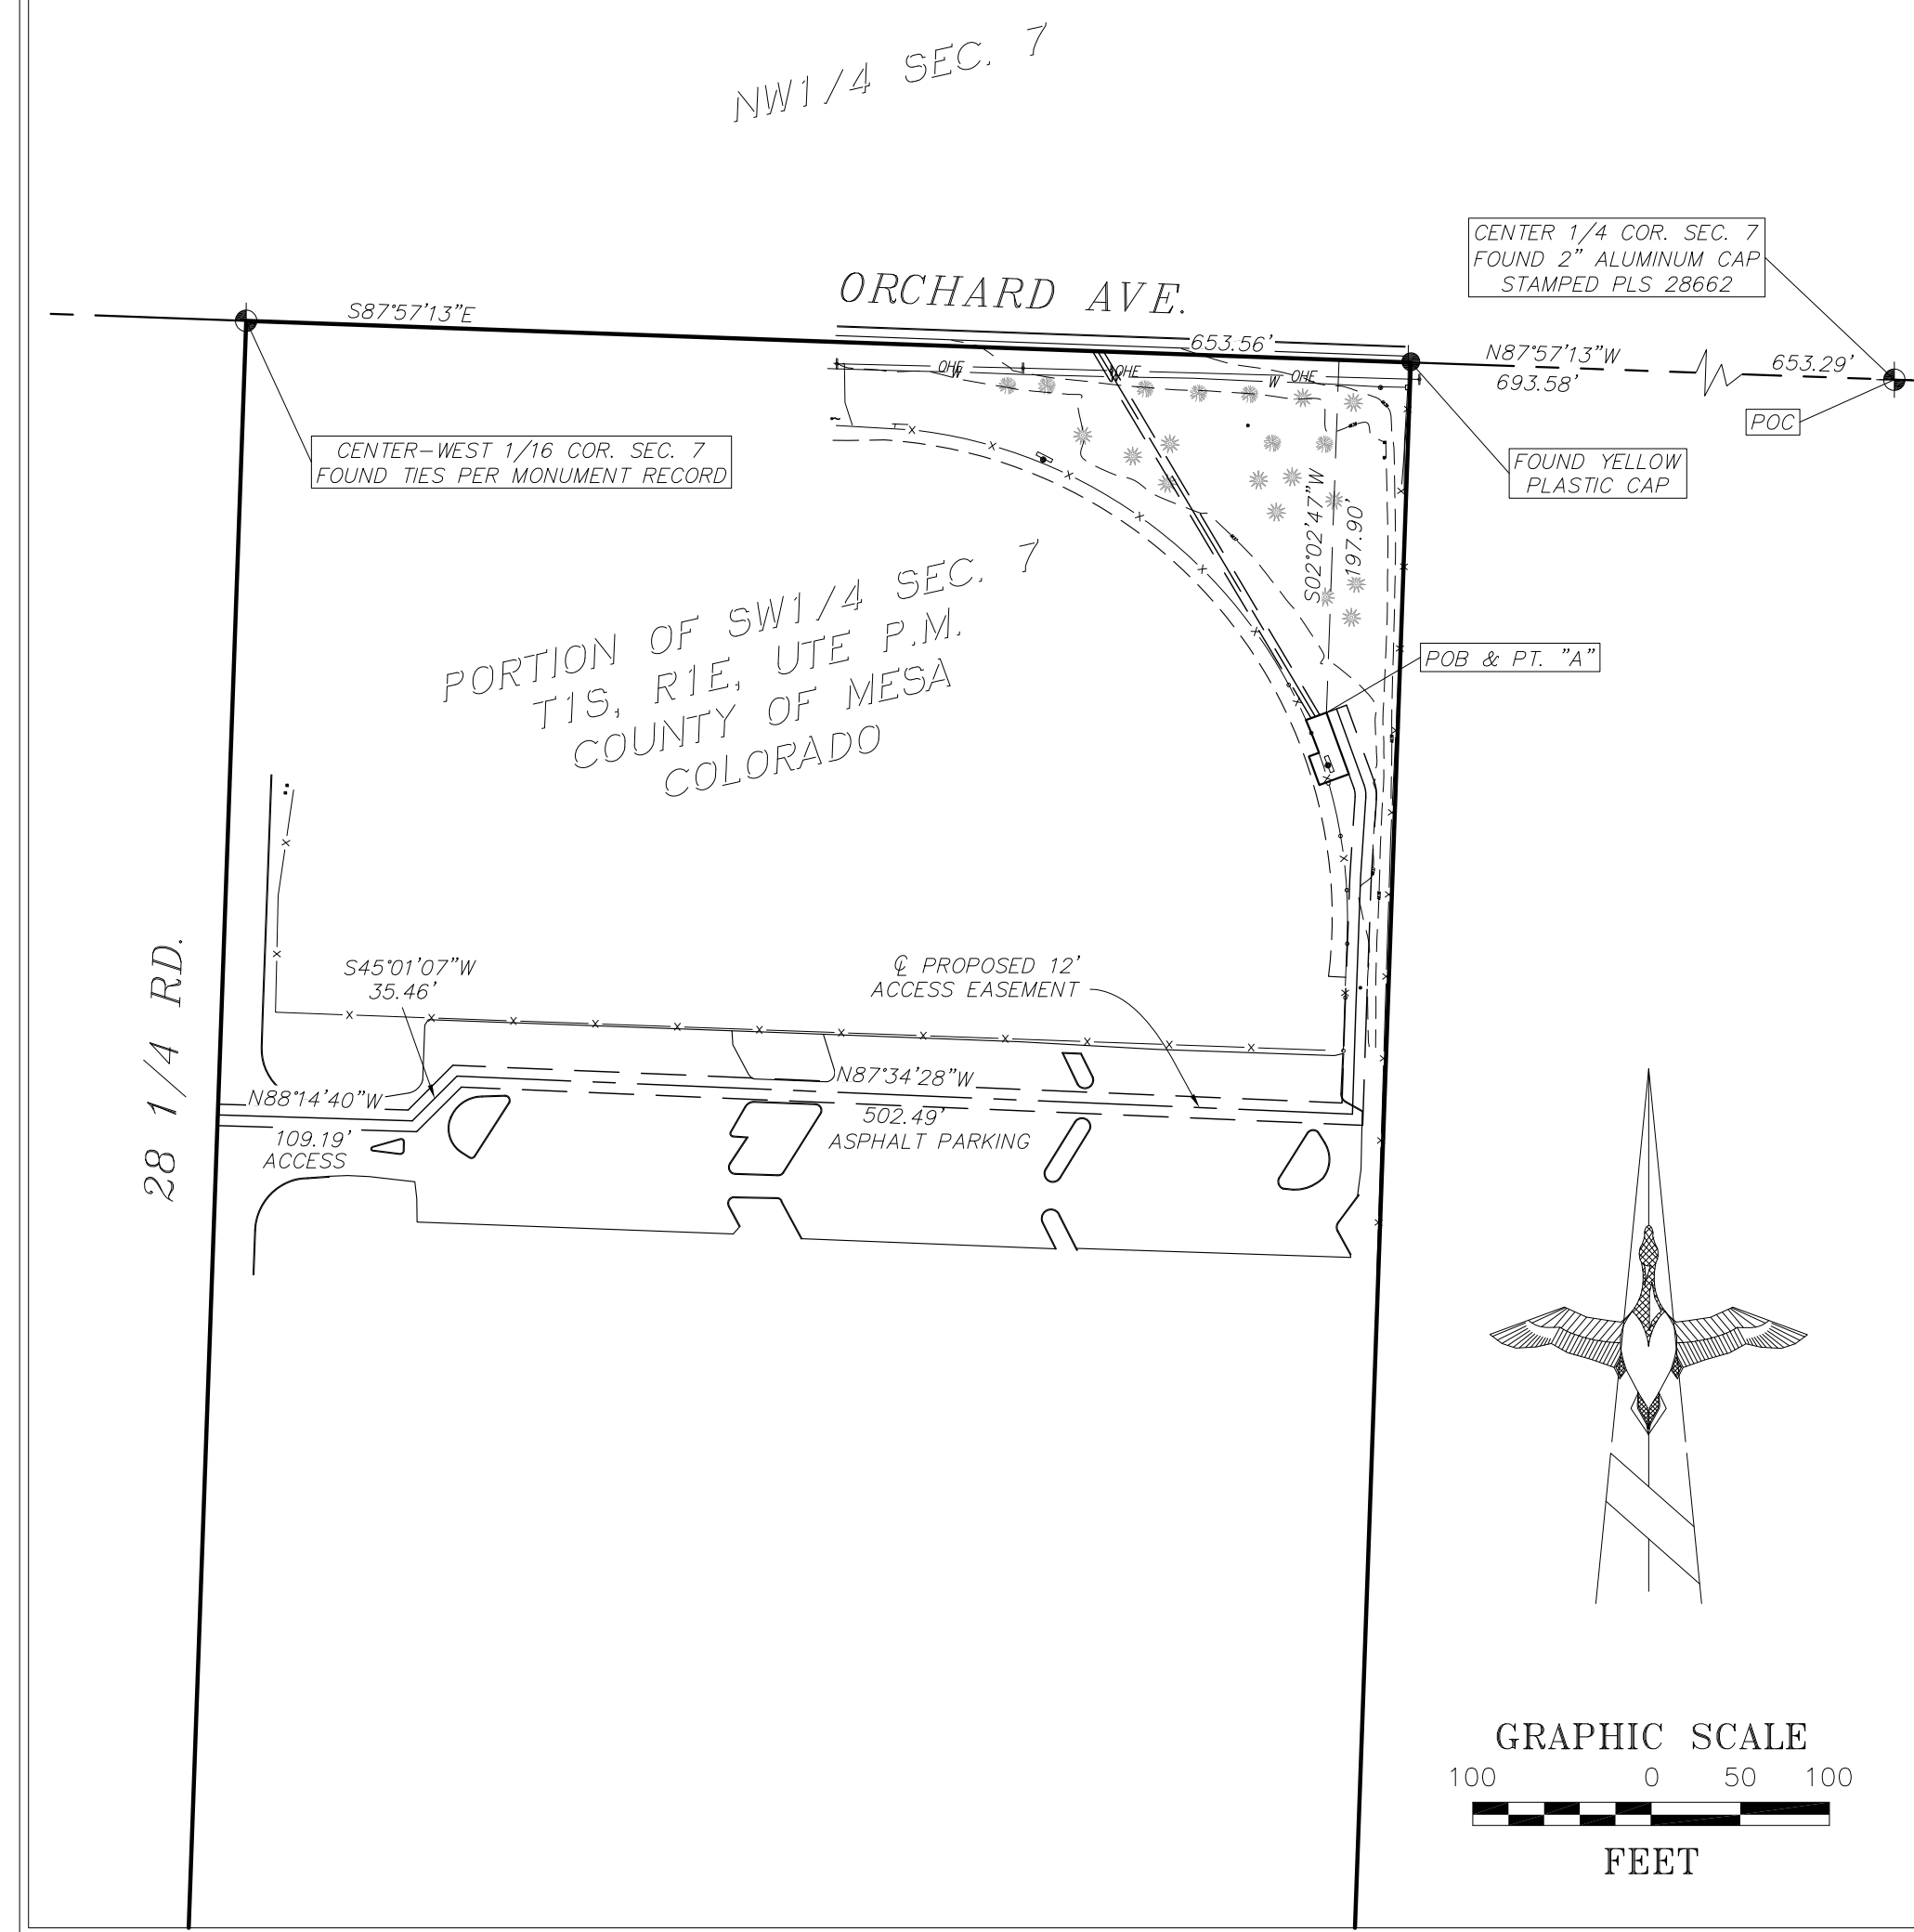 NW1/4 SEC. 7
CENTER 1/4 COR. SEC. 7
FOUND 2" ALUMINUM CAP
STAMPED PLS 28662
ORCHARD AVE.
S87°57'13"E
653.56'
N87°57'13"W
693.58'
653.29'
POC
OHE
OHE
OHE
W
W
CENTER-WEST 1/16 COR. SEC. 7
FOUND TIES PER MONUMENT RECORD
FOUND YELLOW
PLASTIC CAP
S02°02'47"W
197.90'
PORTION OF SW1/4 SEC. 7
T1S, R1E, UTE P.M.
COUNTY OF MESA
COLORADO
POB & PT. "A"
28 1/4 RD.
S45°01'07"W
35.46'
℄ PROPOSED 12'
ACCESS EASEMENT
N88°14'40"W
109.19'
ACCESS
N87°34'28"W
502.49'
ASPHALT PARKING
GRAPHIC SCALE
100 0 50 100
FEET